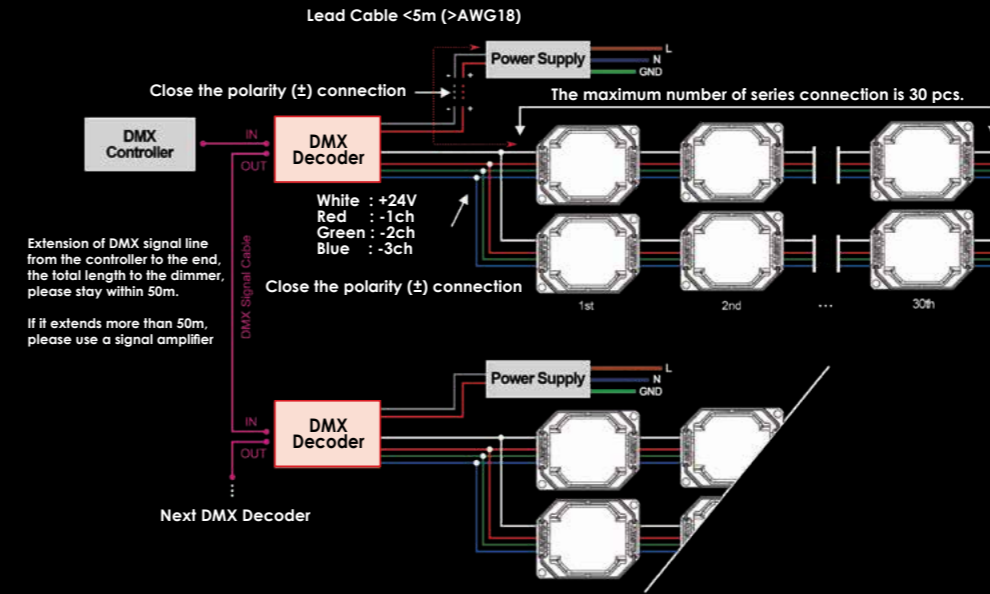 Lead Cable <5m (>AWG18)
Power Supply
L
N
GND
- +
Close the polarity (±) connection
- +
The maximum number of series connection is 30 pcs.
DMX
Controller
IN
OUT
DMX
Decoder
White : +24V
Red : -1ch
Green : -2ch
Blue : -3ch
Extension of DMX signal line
from the controller to the end,
the total length to the dimmer,
please stay within 50m.
If it extends more than 50m,
please use a signal amplifier
DMX Signal Cable
Close the polarity (±) connection
1st
2nd
...
30th
Power Supply
L
N
GND
IN
OUT
DMX
Decoder
Next DMX Decoder